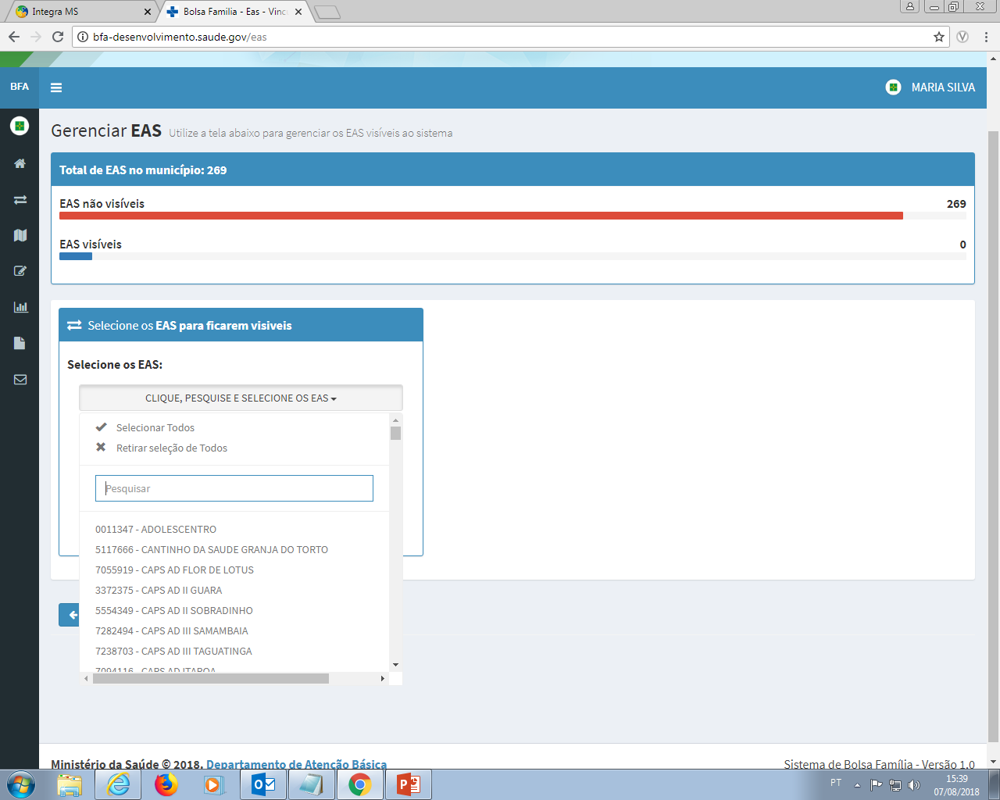 Integra MS
Bolsa Familia - Eas - Vincu
bfa-desenvolvimento.saude.gov/eas
BFA
MARIA SILVA
Gerenciar EAS Utilize a tela abaixo para gerenciar os EAS visíveis ao sistema
Total de EAS no município: 269
EAS não visíveis 269
EAS visíveis 0
Selecione os EAS para ficarem visiveis
Selecione os EAS:
CLIQUE, PESQUISE E SELECIONE OS EAS
Selecionar Todos
Retirar seleção de Todos
Pesquisar
0011347 - ADOLESCENTRO
5117666 - CANTINHO DA SAUDE GRANJA DO TORTO
7055919 - CAPS AD FLOR DE LOTUS
3372375 - CAPS AD II GUARA
5554349 - CAPS AD II SOBRADINHO
7282494 - CAPS AD III SAMAMBAIA
7238703 - CAPS AD III TAGUATINGA
7094116 - CAPS AD ITAPOA
Ministério da Saúde © 2018. Departamento de Atenção Básica
Sistema de Bolsa Família - Versão 1.0
PT
15:39
07/08/2018